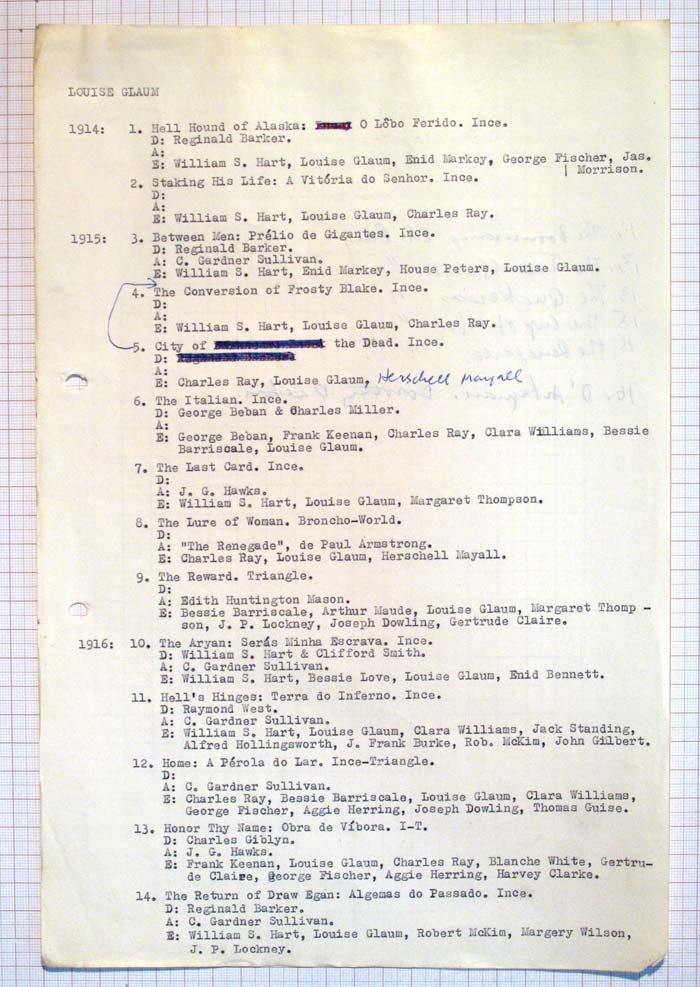 LOUISE GLAUM
1914: 1. Hell Hound of Alaska: O Lôbo Ferido. Ince.
D: Reginald Barker.
A:
E: William S. Hart, Louise Glaum, Enid Markey, George Fischer, Jas.
| Morrison.
2. Staking His Life: A Vitória do Senhor. Ince.
D:
A:
E: William S. Hart, Louise Glaum, Charles Ray.
1915: 3. Between Men: Prélio de Gigantes. Ince.
D: Reginald Barker.
A: C. Gardner Sullivan.
E: William S. Hart, Enid Markey, House Peters, Louise Glaum.
4. The Conversion of Frosty Blake. Ince.
D:
A:
E: William S. Hart, Louise Glaum, Charles Ray.
5. City of the Dead. Ince.
D:
A:
E: Charles Ray, Louise Glaum, Herschell Mayall
6. The Italian. Ince.
D: George Beban & Charles Miller.
A:
E: George Beban, Frank Keenan, Charles Ray, Clara Williams, Bessie
Barriscale, Louise Glaum.
7. The Last Card. Ince.
D:
A: J. G. Hawks.
E: William S. Hart, Louise Glaum, Margaret Thompson.
8. The Lure of Woman. Broncho-World.
D:
A: "The Renegade", de Paul Armstrong.
E: Charles Ray, Louise Glaum, Herschell Mayall.
9. The Reward. Triangle.
D:
A: Edith Huntington Mason.
E: Bessie Barriscale, Arthur Maude, Louise Glaum, Margaret Thomp -
son, J. P. Lockney, Joseph Dowling, Gertrude Claire.
1916: 10. The Aryan: Serás Minha Escrava. Ince.
D: William S. Hart & Clifford Smith.
A: C. Gardner Sullivan.
E: William S. Hart, Bessie Love, Louise Glaum, Enid Bennett.
11. Hell's Hinges: Terra do Inferno. Ince.
D: Raymond West.
A: C. Gardner Sullivan.
E: William S. Hart, Louise Glaum, Clara Williams, Jack Standing,
Alfred Hollingsworth, J. Frank Burke, Rob. McKim, John Gilbert.
12. Home: A Pérola do Lar. Ince-Triangle.
D:
A: C. Gardner Sullivan.
E: Charles Ray, Bessie Barriscale, Louise Glaum, Clara Williams,
George Fischer, Aggie Herring, Joseph Dowling, Thomas Guise.
13. Honor Thy Name: Obra de Víbora. I-T.
D: Charles Giblyn.
A: J. G. Hawks.
E: Frank Keenan, Louise Glaum, Charles Ray, Blanche White, Gertru-
de Claire, George Fischer, Aggie Herring, Harvey Clarke.
14. The Return of Draw Egan: Algemas do Passado. Ince.
D: Reginald Barker.
A: C. Gardner Sullivan.
E: William S. Hart, Louise Glaum, Robert McKim, Margery Wilson,
J. P. Lockney.